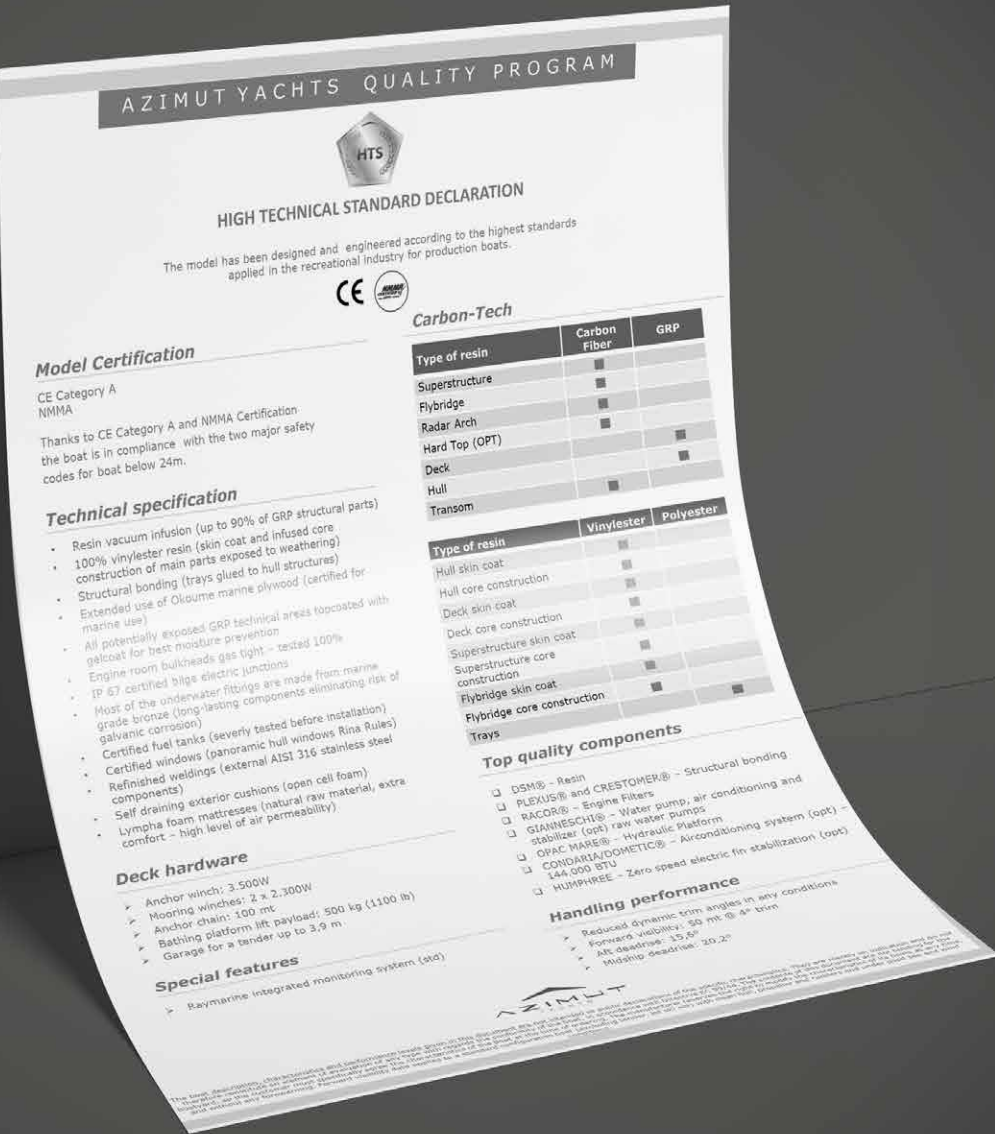 AZIMUT YACHTS QUALITY PROGRAM
HTS
HIGH TECHNICAL STANDARD DECLARATION
The model has been designed and engineered according to the highest standards
applied in the recreational industry for production boats.
CE NMMA
Model Certification
CE Category A
NMMA
Thanks to CE Category A and NMMA Certification
the boat is in compliance with the two major safety
codes for boat below 24m.
Technical specification
• Resin vacuum infusion (up to 90% of GRP structural parts)
• 100% vinylester resin (skin coat and infused core
construction of main parts exposed to weathering)
• Structural bonding (trays glued to hull structures)
• Extended use of Okoume marine plywood (certified for
marine use)
• All potentially exposed GRP technical areas topcoated with
gelcoat for best moisture prevention
• Engine room bulkheads gas tight – tested 100%
• IP 67 certified bilge electric junctions
• Most of the underwater fittings are made from marine
grade bronze (long-lasting components eliminating risk of
galvanic corrosion)
• Certified fuel tanks (severly tested before installation)
• Certified windows (panoramic hull windows Rina Rules)
• Refinished weldings (external AISI 316 stainless steel
components)
• Self draining exterior cushions (open cell foam)
• Lympha foam mattresses (natural raw material, extra
comfort – high level of air permeability)
Deck hardware
➢ Anchor winch: 3.500W
➢ Mooring winches: 2 x 2,300W
➢ Anchor chain: 100 mt
➢ Bathing platform lift payload: 500 kg (1100 lb)
➢ Garage for a tender up to 3,9 m
Special features
➢ Raymarine integrated monitoring system (std)
Carbon-Tech
Type of resin Carbon Fiber GRP
Superstructure ■
Flybridge ■
Radar Arch ■
Hard Top (OPT) ■
Deck ■
Hull ■
Transom ■
Type of resin Vinylester Polyester
Hull skin coat ■
Hull core construction ■
Deck skin coat ■
Deck core construction ■
Superstructure skin coat ■
Superstructure core
construction ■
Flybridge skin coat ■
Flybridge core construction ■ ■
Trays
Top quality components
❑ DSM® – Resin
❑ PLEXUS® and CRESTOMER® – Structural bonding
❑ RACOR® – Engine Filters
❑ GIANNESCHI® – Water pump, air conditioning and
stabilizer (opt) raw water pumps
❑ OPAC MARE® – Hydraulic Platform
❑ CONDARIA/DOMETIC® – Airconditioning system (opt) –
144.000 BTU
❑ HUMPHREE – Zero speed electric fin stabilization (opt)
Handling performance
➢ Reduced dynamic trim angles in any conditions
➢ Forward visibility: 50 mt @ 4° trim
➢ Aft deadrise: 15,6°
➢ Midship deadrise: 20,2°
AZIMUT
YACHTS